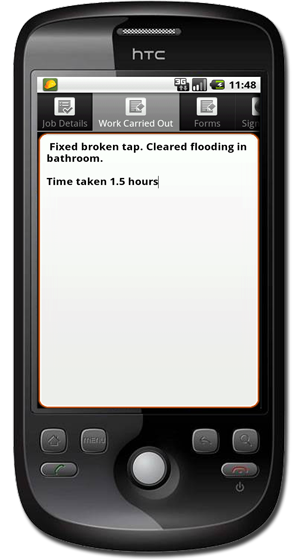 hTC
3G
11:48
Job Details
Work Carried Out
Forms
Sig
Fixed broken tap. Cleared flooding in
bathroom.
Time taken 1.5 hours
menu